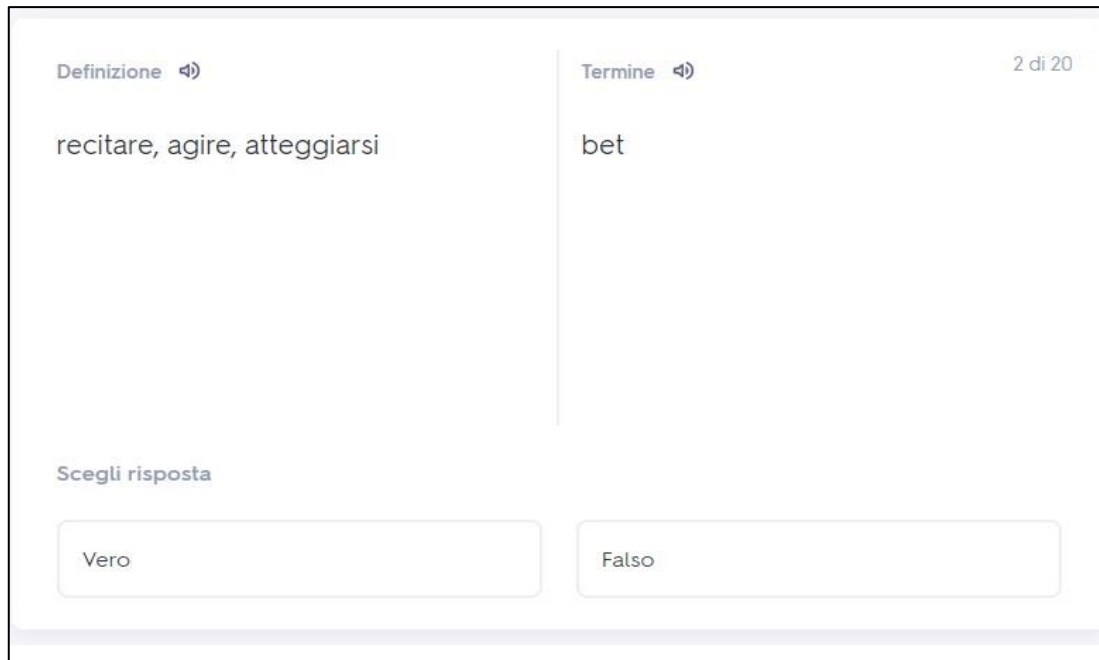 Definizione
Termine
2 di 20
recitare, agire, atteggiarsi
bet
Scegli risposta
Vero
Falso